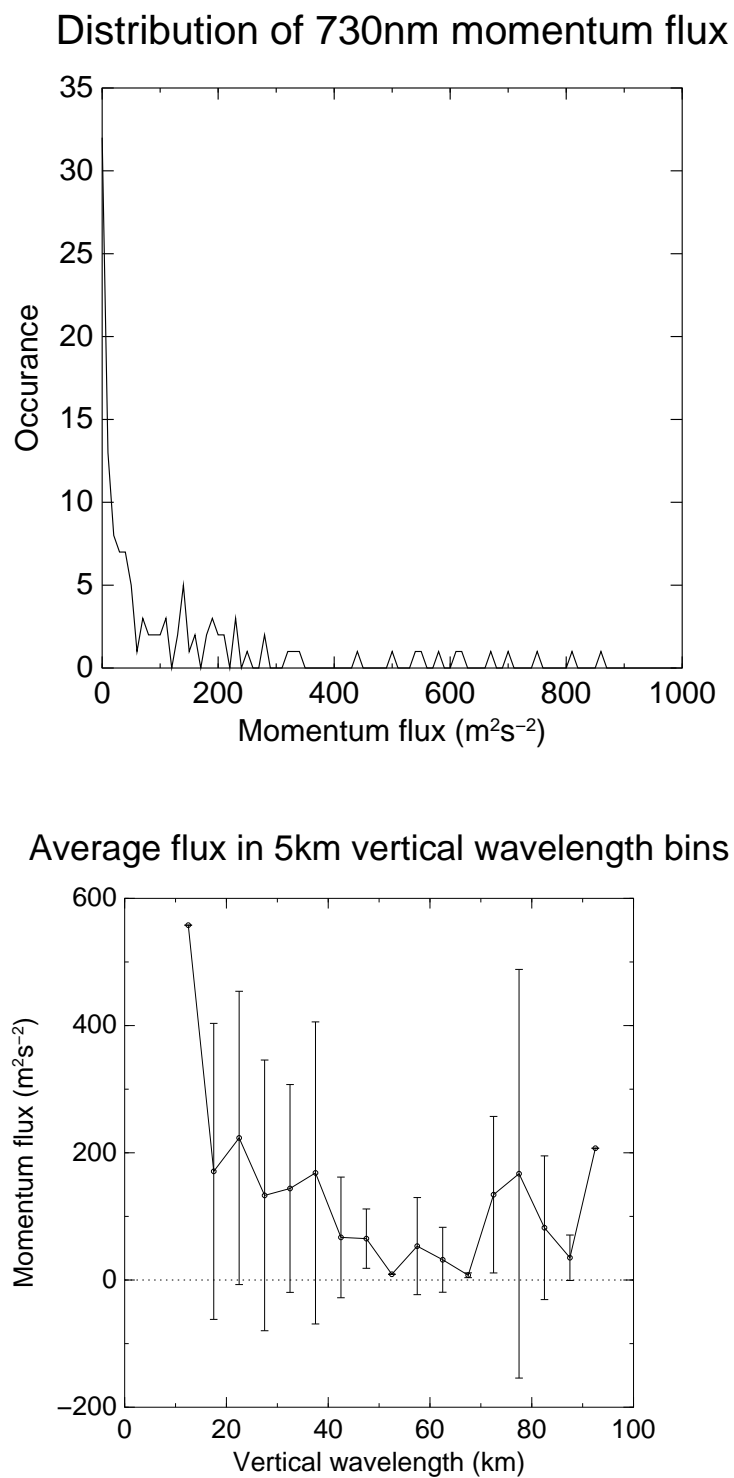 Distribution of 730nm momentum flux
35
30
25
20
15
10
5
0
Occurance
0 200 400 600 800 1000
Momentum flux (m²s⁻²)
Average flux in 5km vertical wavelength bins
600
400
200
0
−200
Momentum flux (m²s⁻²)
0 20 40 60 80 100
Vertical wavelength (km)